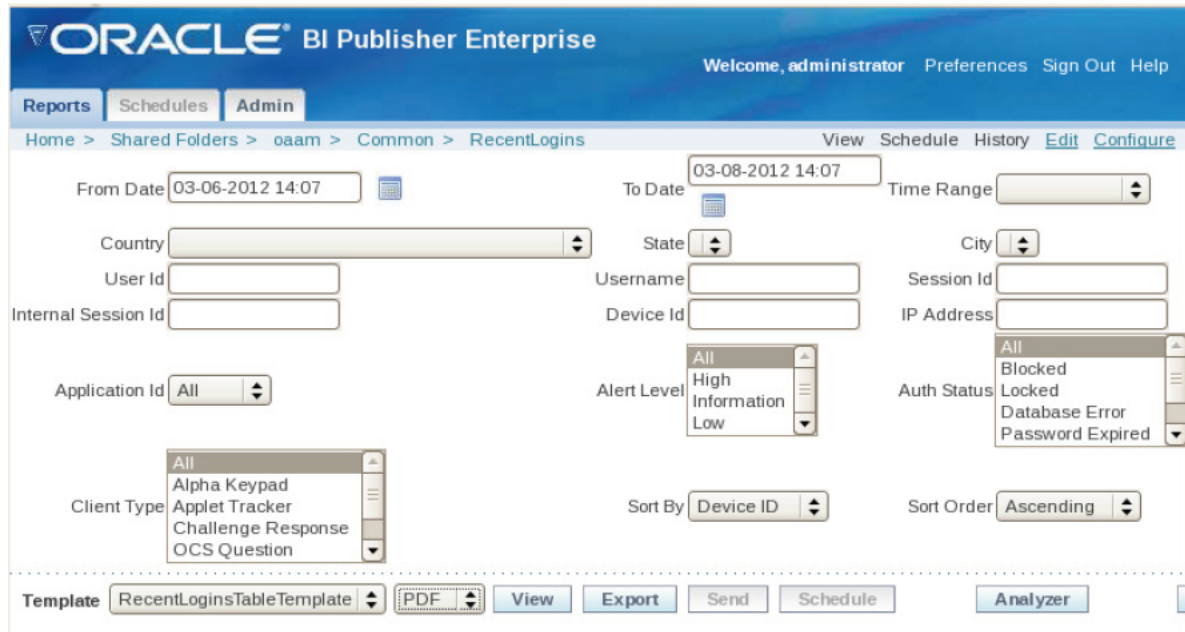 ORACLE BI Publisher Enterprise
Welcome, administrator Preferences Sign Out Help
Reports Schedules Admin
Home > Shared Folders > oaam > Common > RecentLogins View Schedule History Edit Configure
From Date 03-06-2012 14:07 To Date 03-08-2012 14:07 Time Range
Country State City
User Id Username Session Id
Internal Session Id Device Id IP Address
Application Id All
Alert Level
All
High
Information
Low
Auth Status
All
Blocked
Locked
Database Error
Password Expired
Client Type
All
Alpha Keypad
Applet Tracker
Challenge Response
OCS Question
Sort By Device ID Sort Order Ascending
Template RecentLoginsTableTemplate PDF View Export Send Schedule Analyzer